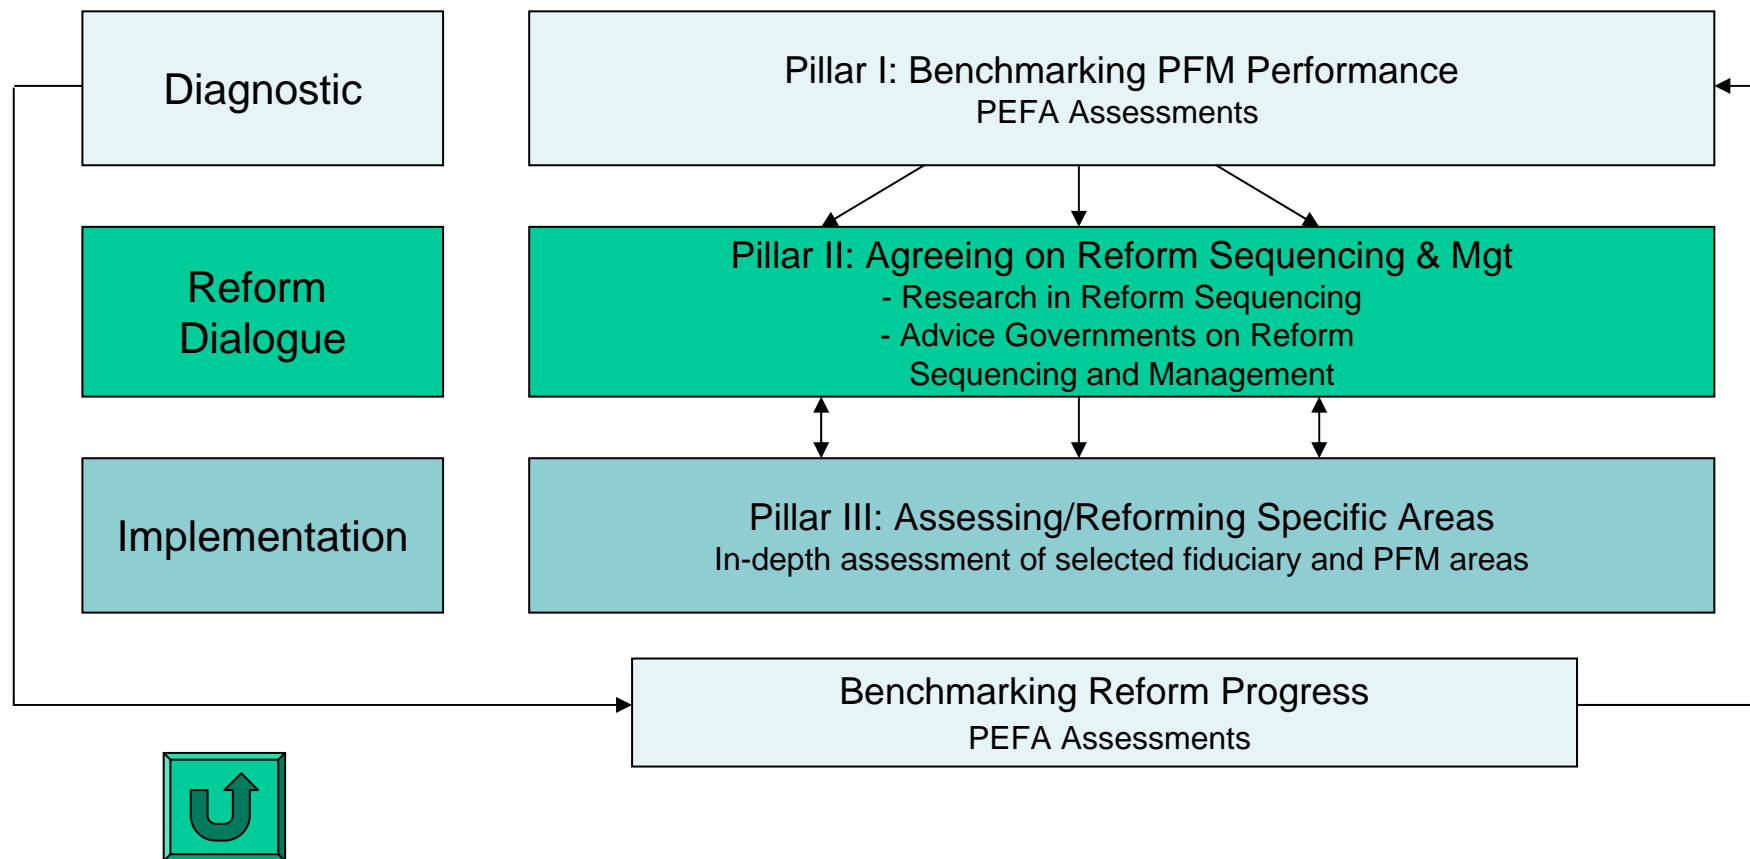 Diagnostic
Pillar I: Benchmarking PFM Performance
PEFA Assessments
Reform
Dialogue
Pillar II: Agreeing on Reform Sequencing & Mgt
- Research in Reform Sequencing
- Advice Governments on Reform
Sequencing and Management
Implementation
Pillar III: Assessing/Reforming Specific Areas
In-depth assessment of selected fiduciary and PFM areas
Benchmarking Reform Progress
PEFA Assessments